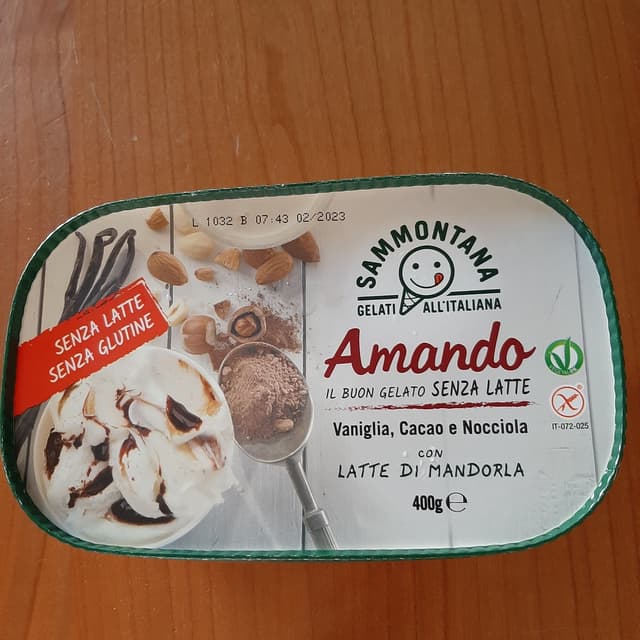 L 1032 B 07:43 02/2023
SAMMONTANA
GELATI ALL'ITALIANA
SENZA LATTE
SENZA GLUTINE
Amando
IL BUON GELATO SENZA LATTE
Vaniglia, Cacao e Nocciola
CON
LATTE DI MANDORLA
400g ℮
IT-072-025